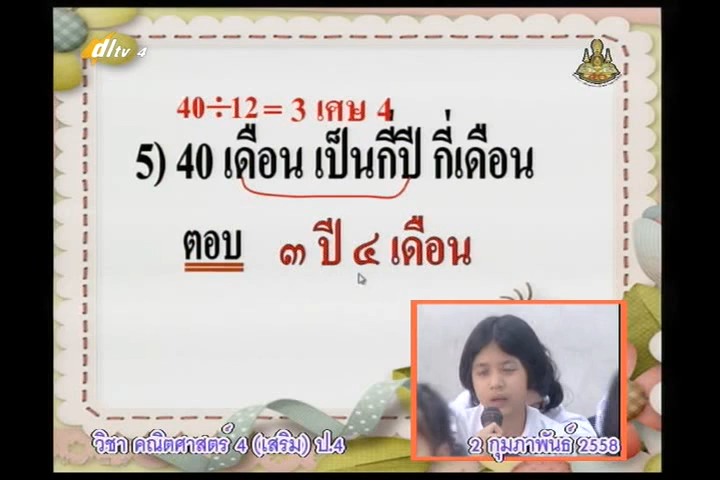 dltv 4
40÷12 = 3 เศษ 4
5) 40 เดือน เป็นกี่ปี กี่เดือน
ตอบ ๓ ปี ๔ เดือน
วิชา คณิตศาสตร์ 4 (เสริม) ป.4
2 กุมภาพันธ์ 2558